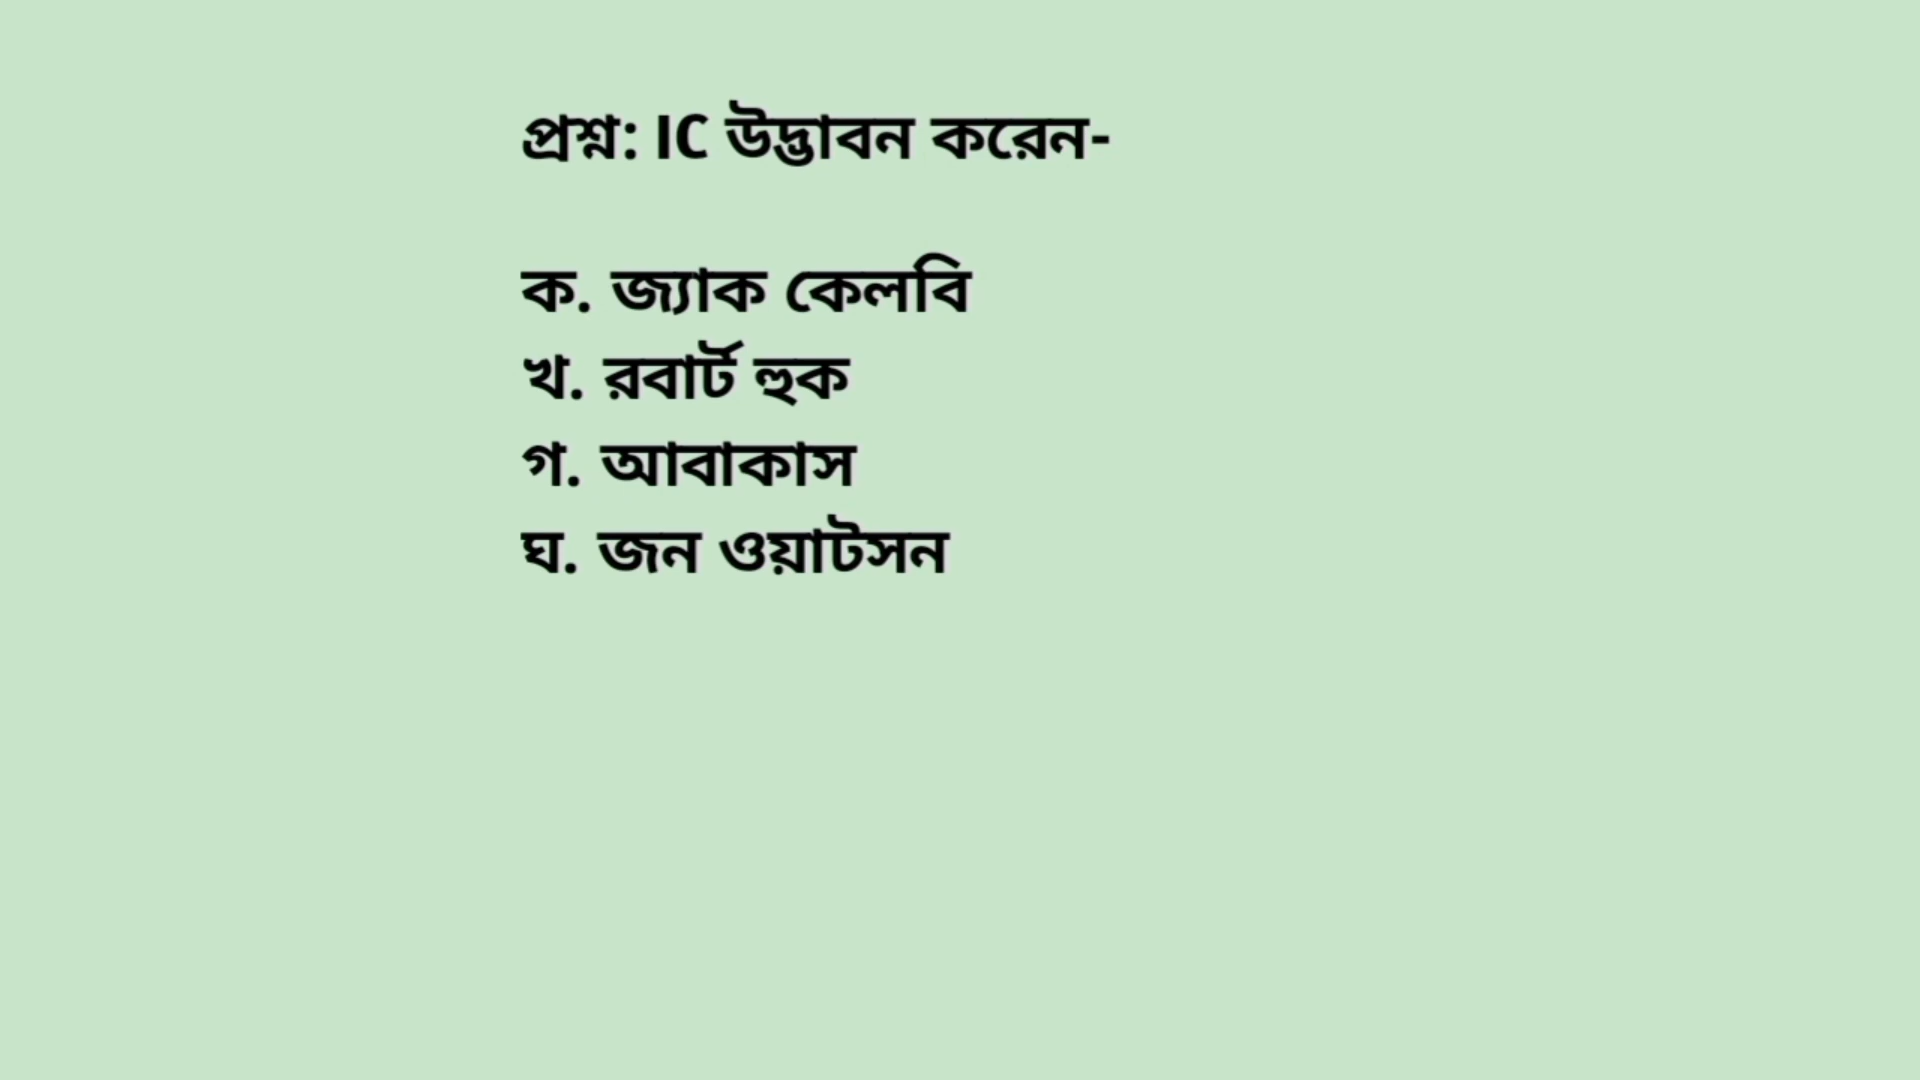 প্রশ্ন: IC উদ্ভাবন করেন-
ক. জ্যাক কেলবি
খ. রবার্ট হুক
গ. আবাকাস
ঘ. জন ওয়াটসন